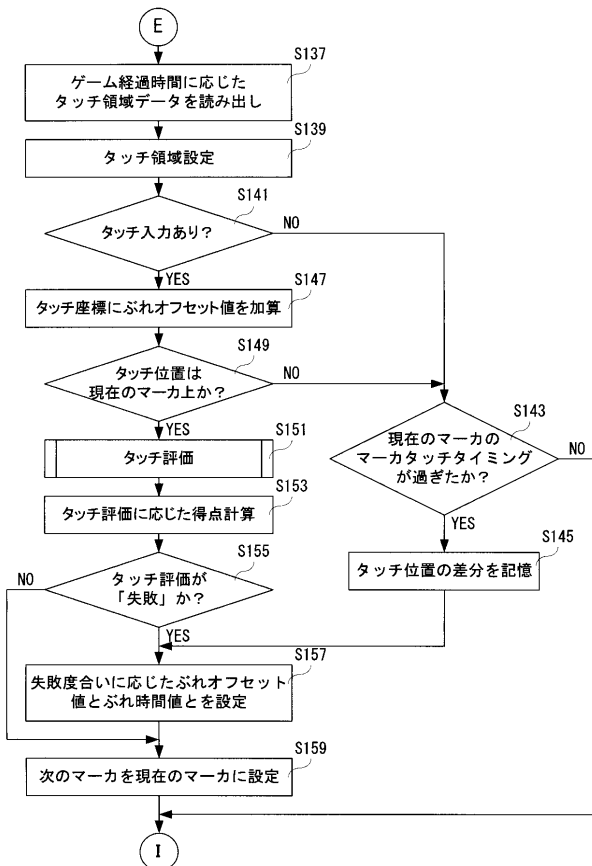 E
S137
ゲーム経過時間に応じた
タッチ領域データを読み出し
S139
タッチ領域設定
S141
タッチ入力あり?
NO
YES
S147
タッチ座標にぶれオフセット値を加算
S149
タッチ位置は
現在のマーカ上か?
NO
YES
S143
現在のマーカの
マーカタッチタイミング
が過ぎたか?
NO
YES
S151
タッチ評価
S153
タッチ評価に応じた得点計算
S145
タッチ位置の差分を記憶
S155
タッチ評価が
「失敗」か?
NO
YES
S157
失敗度合いに応じたぶれオフセット
値とぶれ時間値とを設定
S159
次のマーカを現在のマーカに設定
I